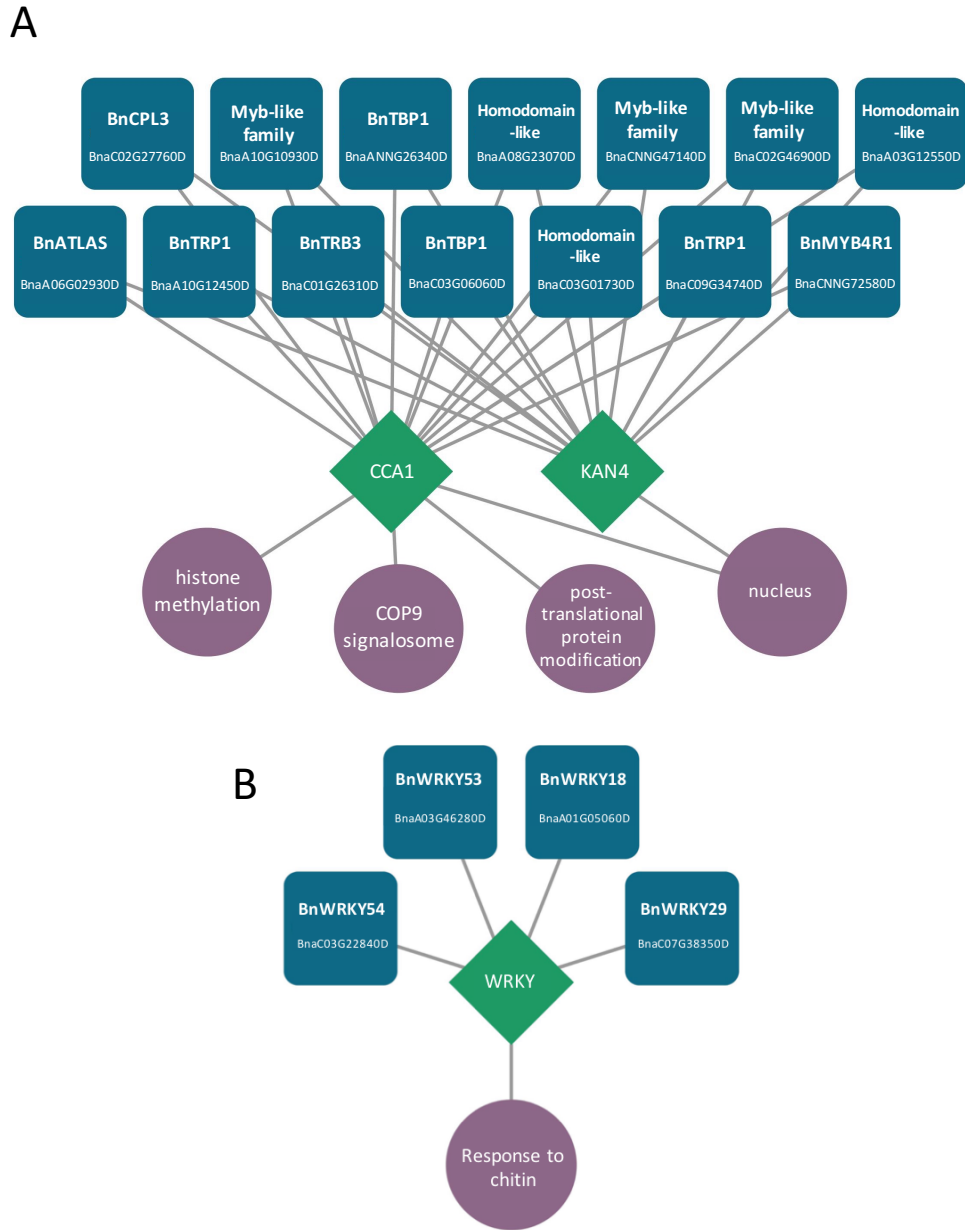 A
BnCPL3
BnaC02G27760D
Myb-like
family
BnaA10G10930D
BnTBP1
BnaANNG26340D
Homodomain
-like
BnaA08G23070D
Myb-like
family
BnaCNNG47140D
Myb-like
family
BnaC02G46900D
Homodomain
-like
BnaA03G12550D
BnATLAS
BnaA06G02930D
BnTRP1
BnaA10G12450D
BnTRB3
BnaC01G26310D
BnTBP1
BnaC03G06060D
Homodomain
-like
BnaC03G01730D
BnTRP1
BnaC09G34740D
BnMYB4R1
BnaCNNG72580D
CCA1
KAN4
histone
methylation
COP9
signalosome
post-
translational
protein
modification
nucleus
B
BnWRKY53
BnaA03G46280D
BnWRKY18
BnaA01G05060D
BnWRKY54
BnaC03G22840D
BnWRKY29
BnaC07G38350D
WRKY
Response to
chitin